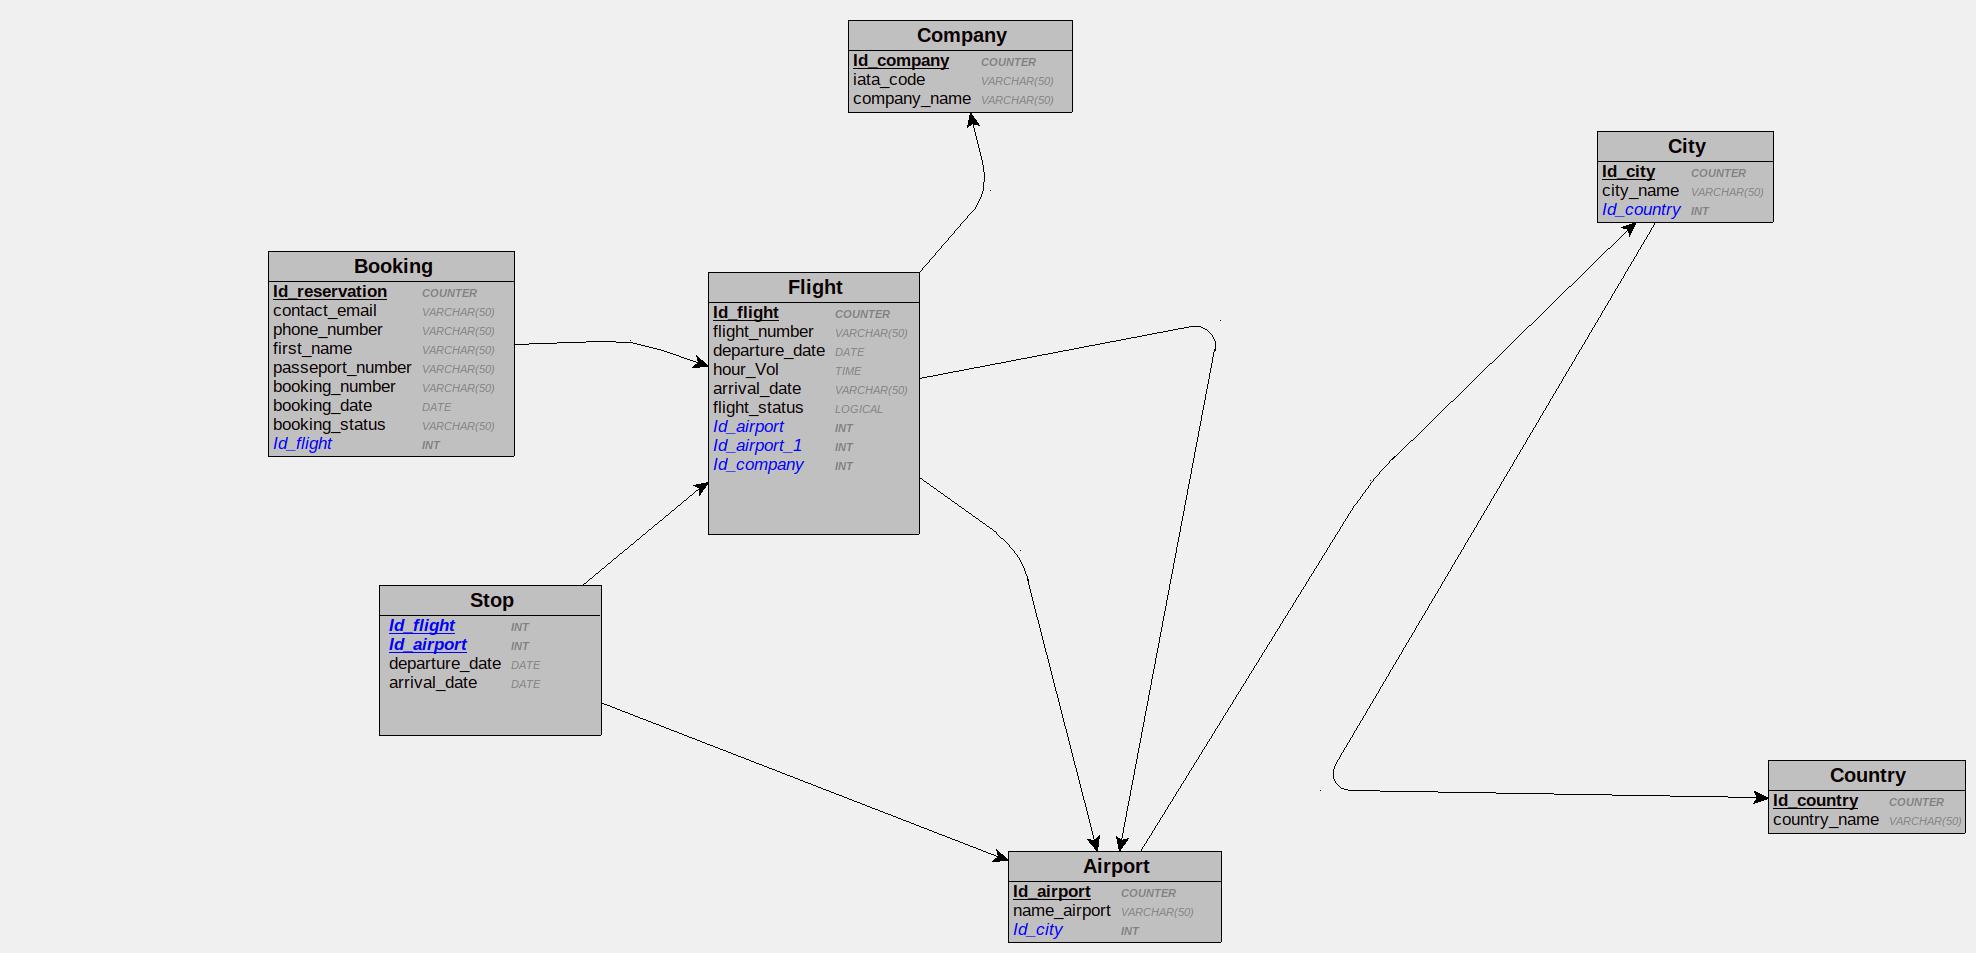 Company
Id_company COUNTER
iata_code VARCHAR(50)
company_name VARCHAR(50)
City
Id_city COUNTER
city_name VARCHAR(50)
Id_country INT
Booking
Id_reservation COUNTER
contact_email VARCHAR(50)
phone_number VARCHAR(50)
first_name VARCHAR(50)
passeport_number VARCHAR(50)
booking_number VARCHAR(50)
booking_date DATE
booking_status VARCHAR(50)
Id_flight INT
Flight
Id_flight COUNTER
flight_number VARCHAR(50)
departure_date DATE
hour_Vol TIME
arrival_date VARCHAR(50)
flight_status LOGICAL
Id_airport INT
Id_airport_1 INT
Id_company INT
Stop
Id_flight INT
Id_airport INT
departure_date DATE
arrival_date DATE
Country
Id_country COUNTER
country_name VARCHAR(50)
Airport
Id_airport COUNTER
name_airport VARCHAR(50)
Id_city INT